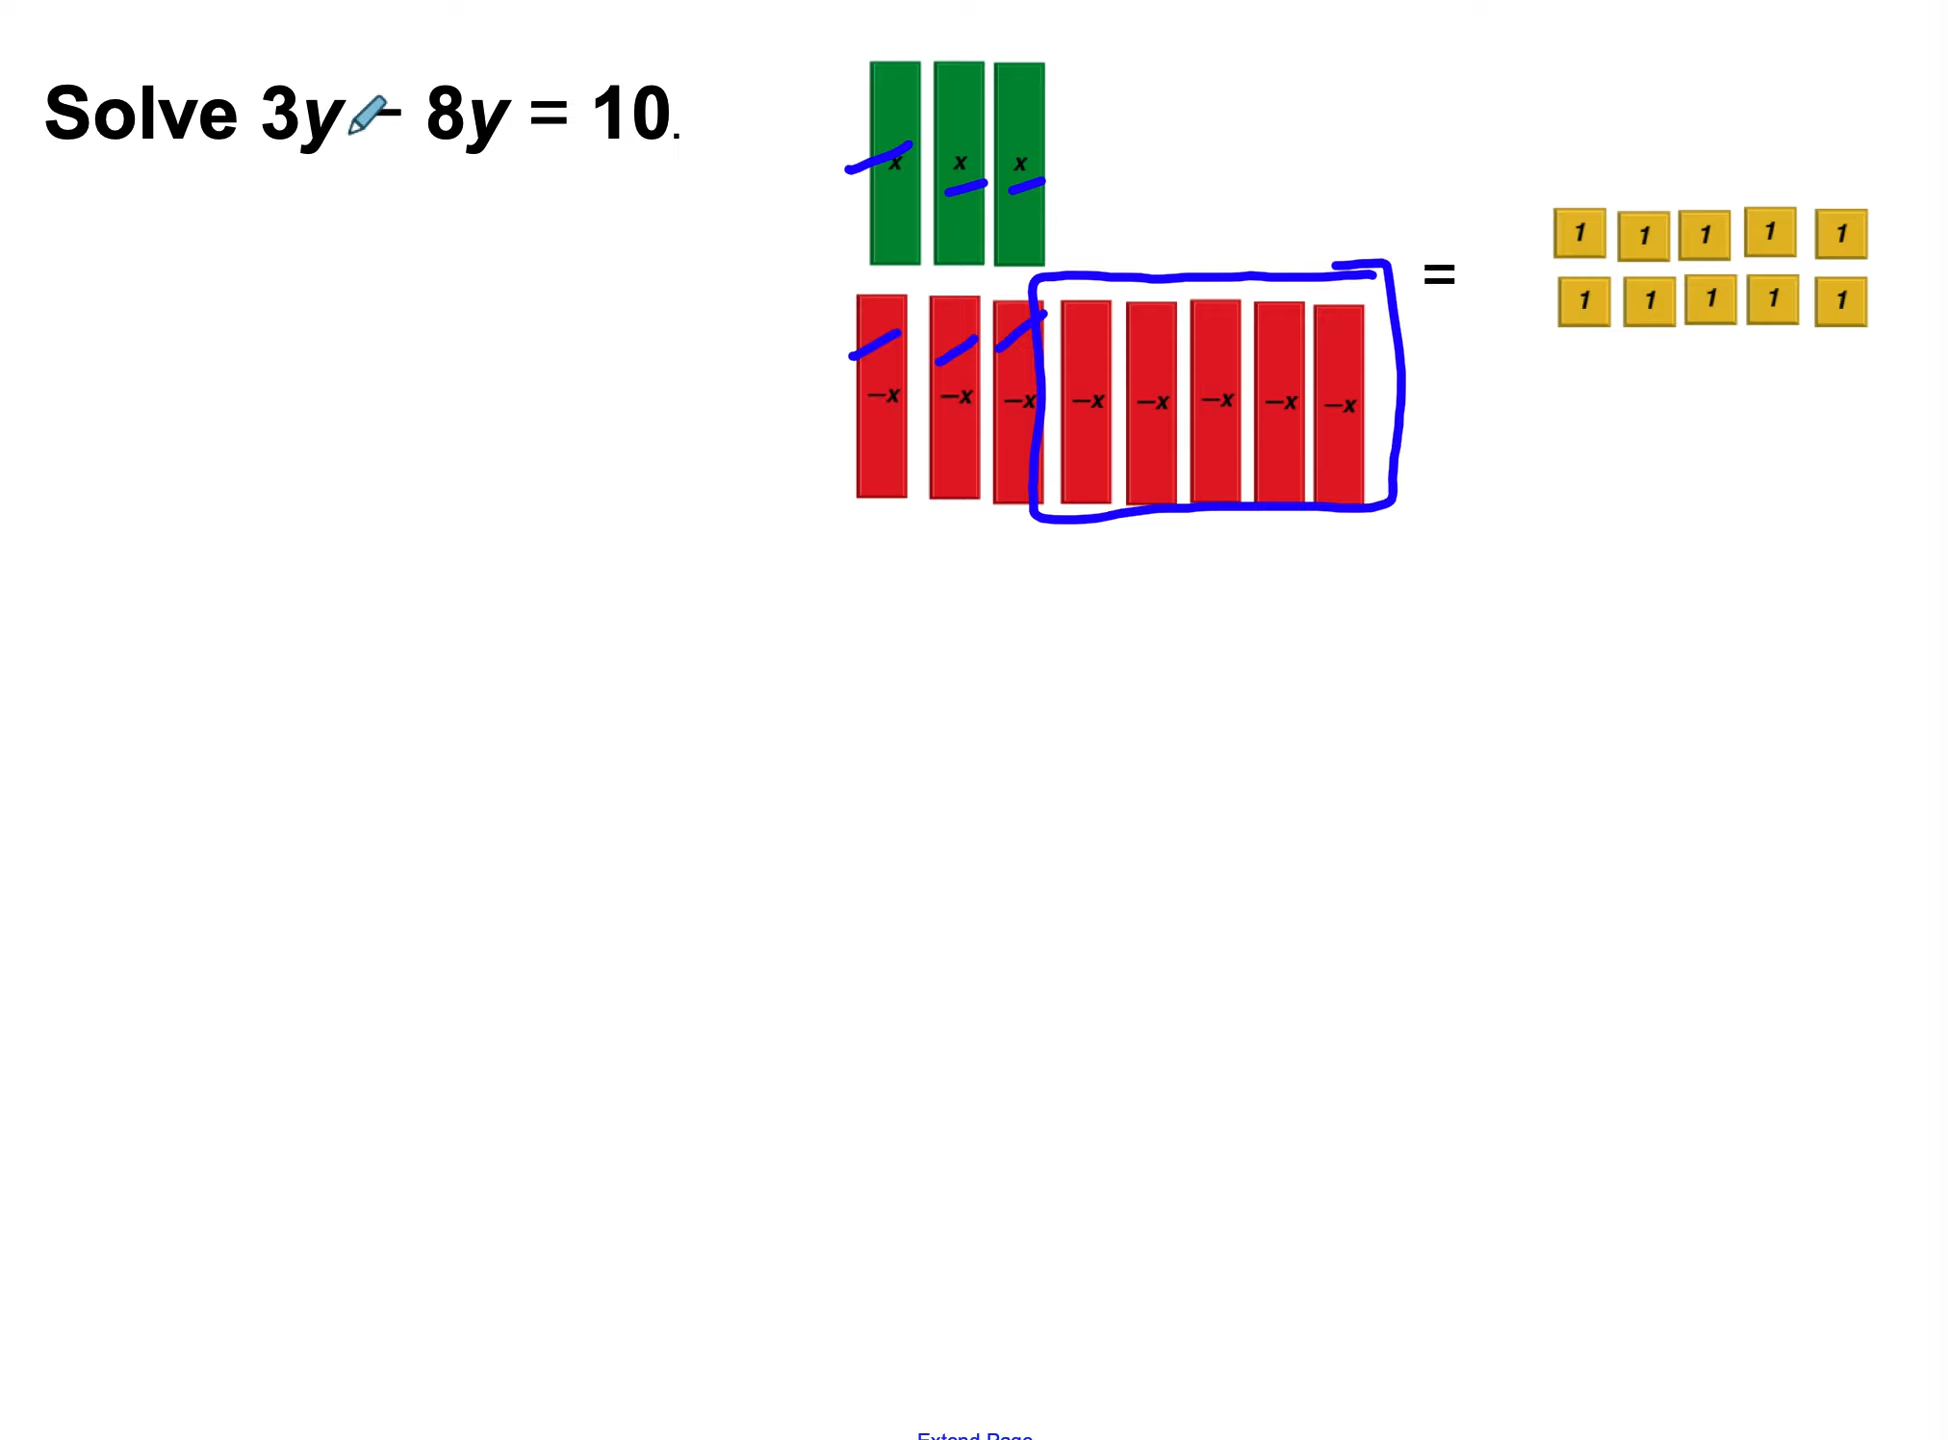 Solve 3y – 8y = 10.
x x x
1 1 1 1 1
=
1 1 1 1 1
–x –x –x –x –x –x –x –x
Extend Page